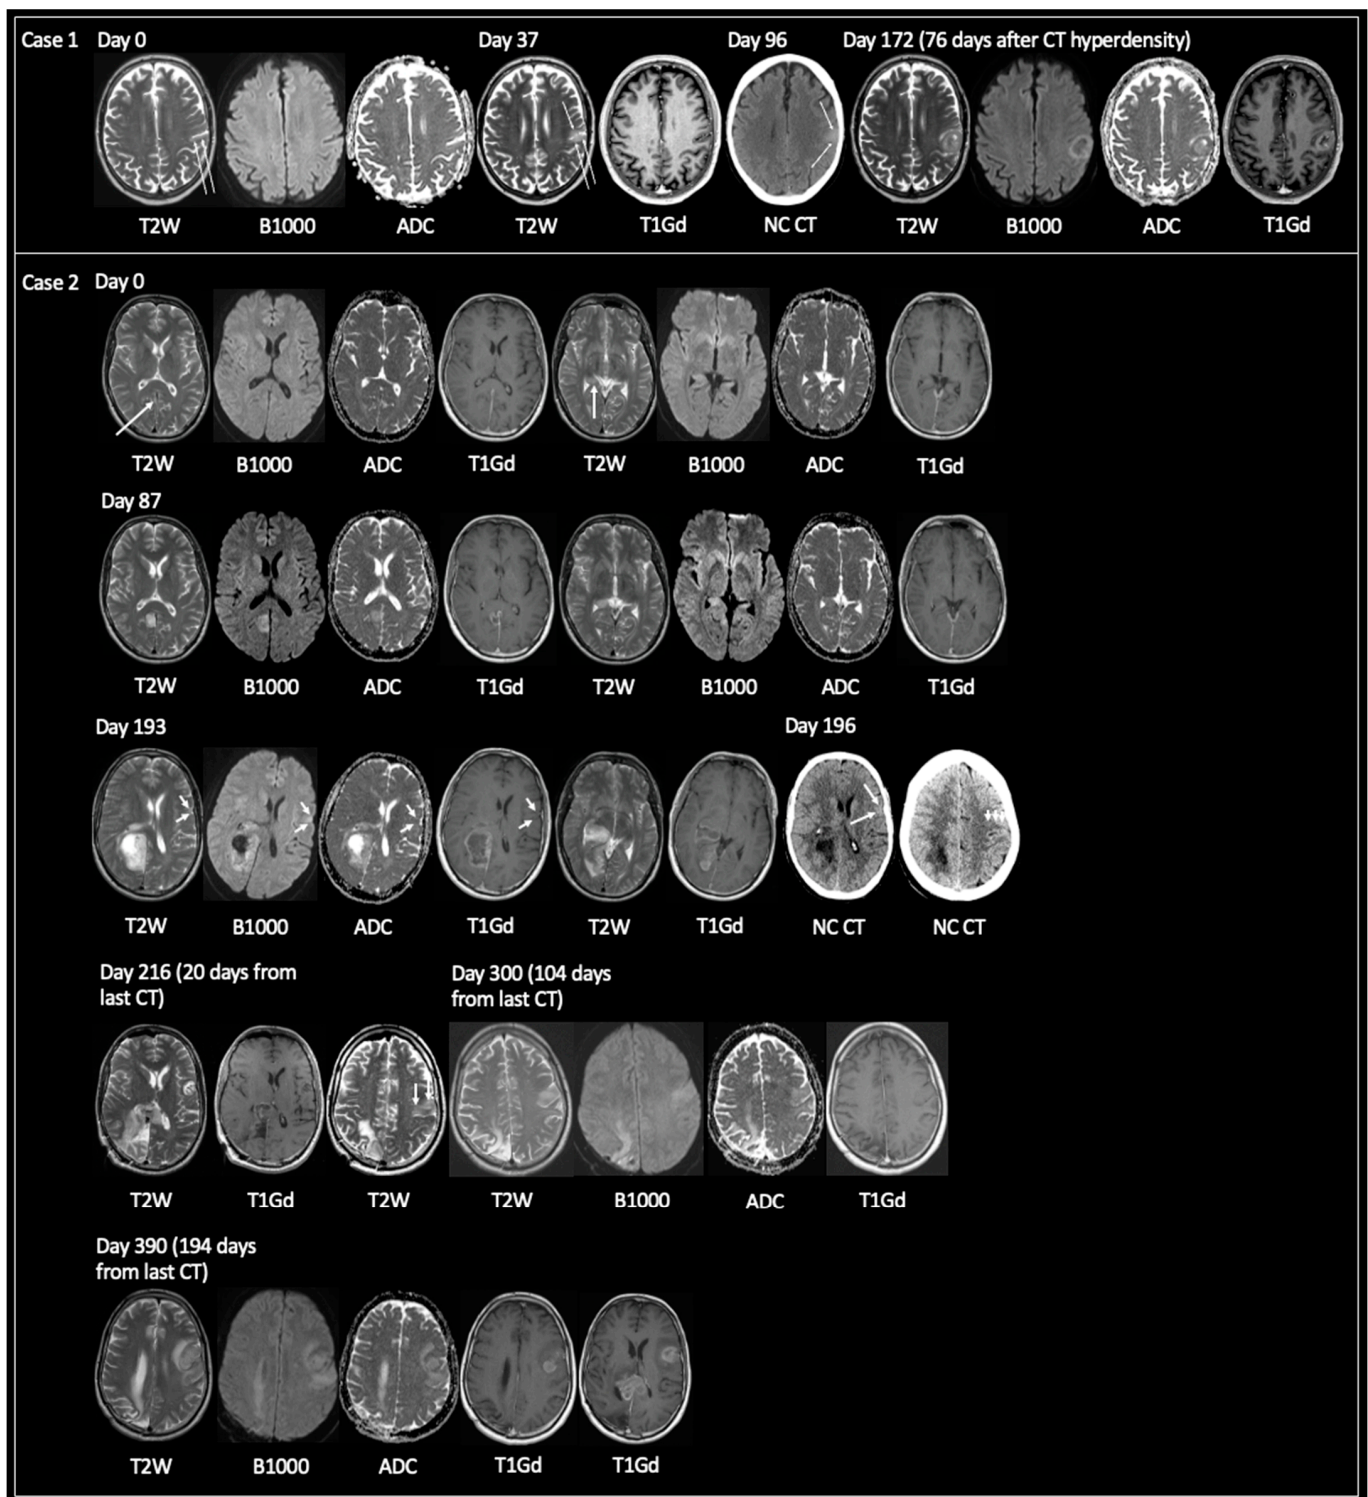 Case 1 Day 0 Day 37 Day 96 Day 172 (76 days after CT hyperdensity)
T2W B1000 ADC T2W T1Gd NC CT T2W B1000 ADC T1Gd
Case 2 Day 0
T2W B1000 ADC T1Gd T2W B1000 ADC T1Gd
Day 87
T2W B1000 ADC T1Gd T2W B1000 ADC T1Gd
Day 193 Day 196
T2W B1000 ADC T1Gd T2W T1Gd NC CT NC CT
Day 216 (20 days from Day 300 (104 days
last CT) from last CT)
T2W T1Gd T2W T2W B1000 ADC T1Gd
Day 390 (194 days
from last CT)
T2W B1000 ADC T1Gd T1Gd